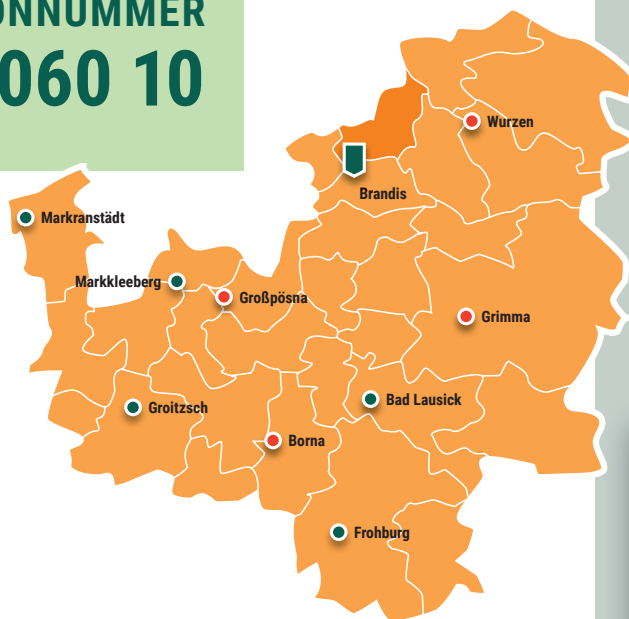 ONNUMMER
060 10
Wurzen
Brandis
Markranstädt
Markkleeberg
Großpösna
Grimma
Bad Lausick
Groitzsch
Borna
Frohburg